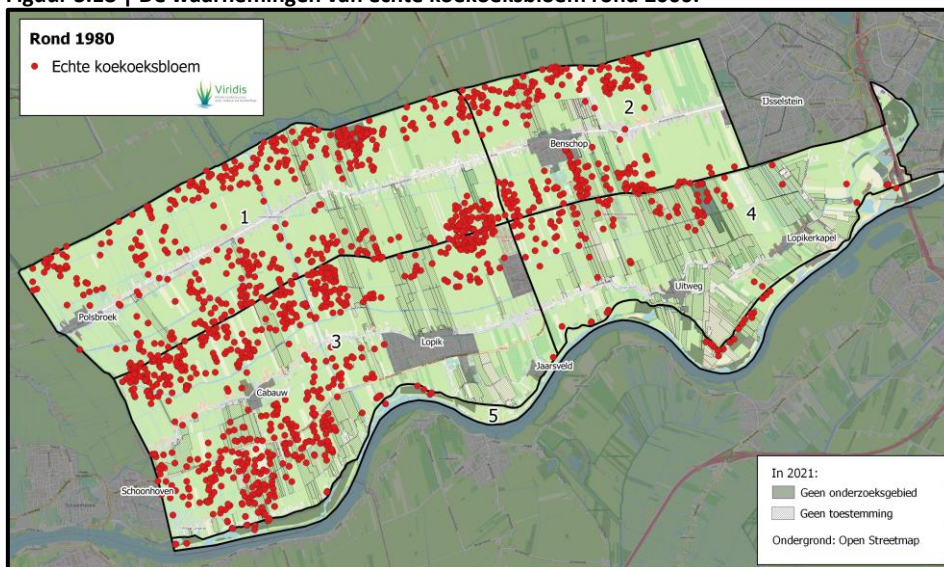 Rond 1980
Echte koekoeksbloem
Viridis
IJsselstein
2
Benschop
1
4
Lopikerkapel
Uitweg
Polsbroek
3
Lopik
Jaarsveld
Cabauw
5
Schoonhoven
In 2021:
Geen onderzoeksgebied
Geen toestemming
Ondergrond: Open Streetmap